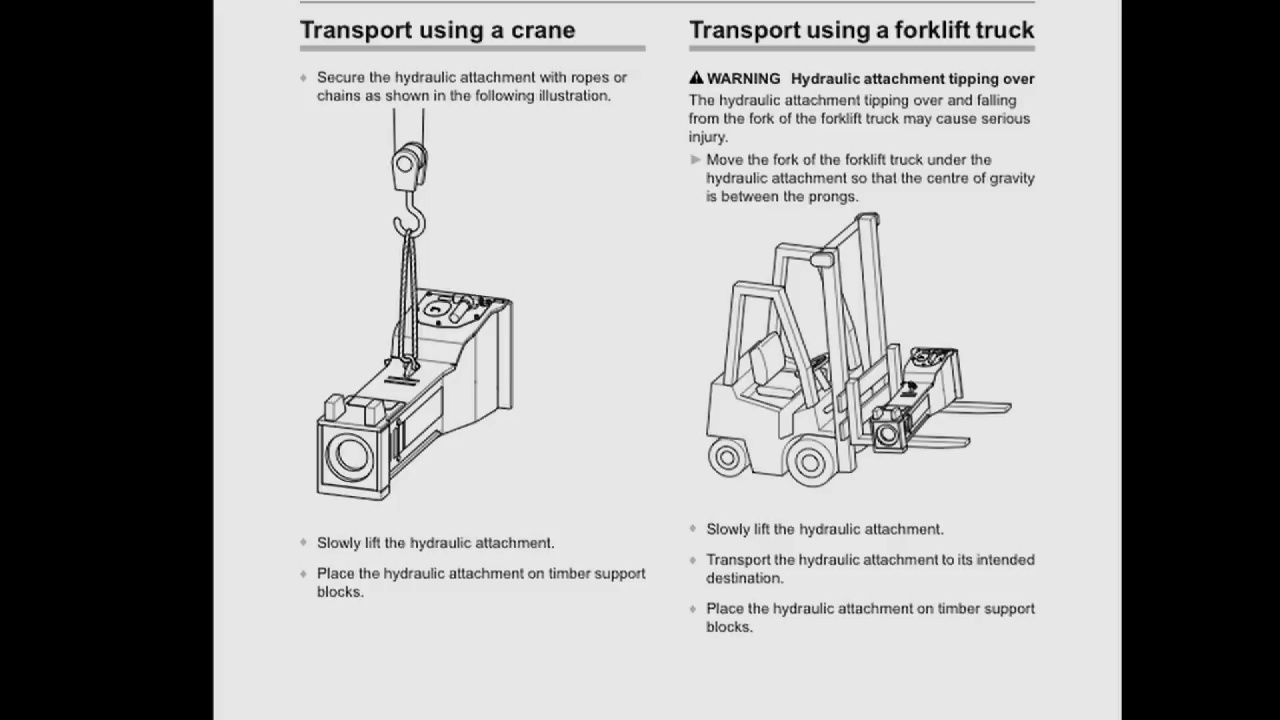 Transport using a crane
Secure the hydraulic attachment with ropes or
chains as shown in the following illustration.
Slowly lift the hydraulic attachment.
Place the hydraulic attachment on timber support
blocks.
Transport using a forklift truck
WARNING Hydraulic attachment tipping over
The hydraulic attachment tipping over and falling
from the fork of the forklift truck may cause serious
injury.
Move the fork of the forklift truck under the
hydraulic attachment so that the centre of gravity
is between the prongs.
Slowly lift the hydraulic attachment.
Transport the hydraulic attachment to its intended
destination.
Place the hydraulic attachment on timber support
blocks.